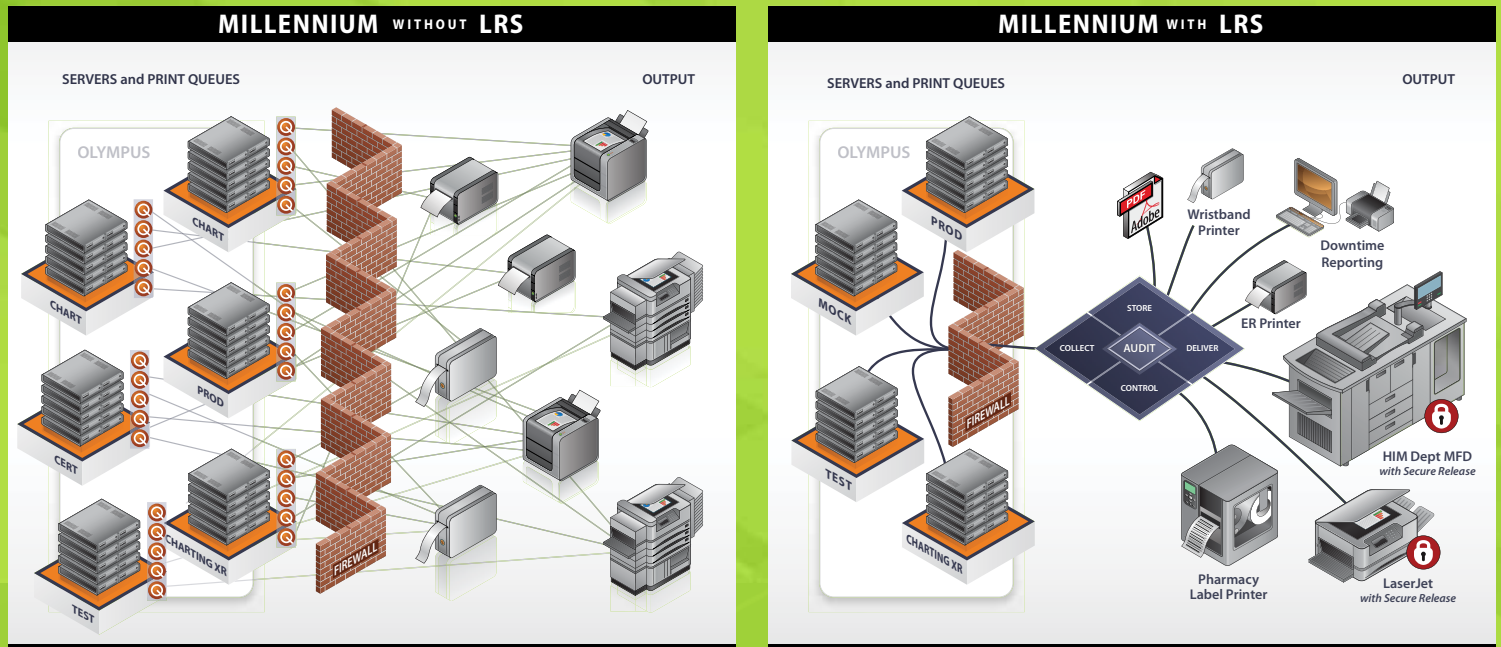 MILLENNIUM WITHOUT LRS
SERVERS and PRINT QUEUES
OUTPUT
OLYMPUS
Q
Q
Q
Q
Q
CHART
Q
Q
Q
Q
Q
CHART
Q
Q
Q
Q
Q
PROD
Q
Q
Q
Q
Q
CERT
Q
Q
Q
Q
Q
CHARTING XR
Q
Q
Q
Q
Q
TEST
FIREWALL
MILLENNIUM WITH LRS
SERVERS and PRINT QUEUES
OUTPUT
OLYMPUS
PROD
MOCK
TEST
CHARTING XR
FIREWALL
COLLECT
STORE
AUDIT
DELIVER
CONTROL
PDF
Adobe
Wristband
Printer
Downtime
Reporting
ER Printer
HIM Dept MFD
with Secure Release
Pharmacy
Label Printer
LaserJet
with Secure Release